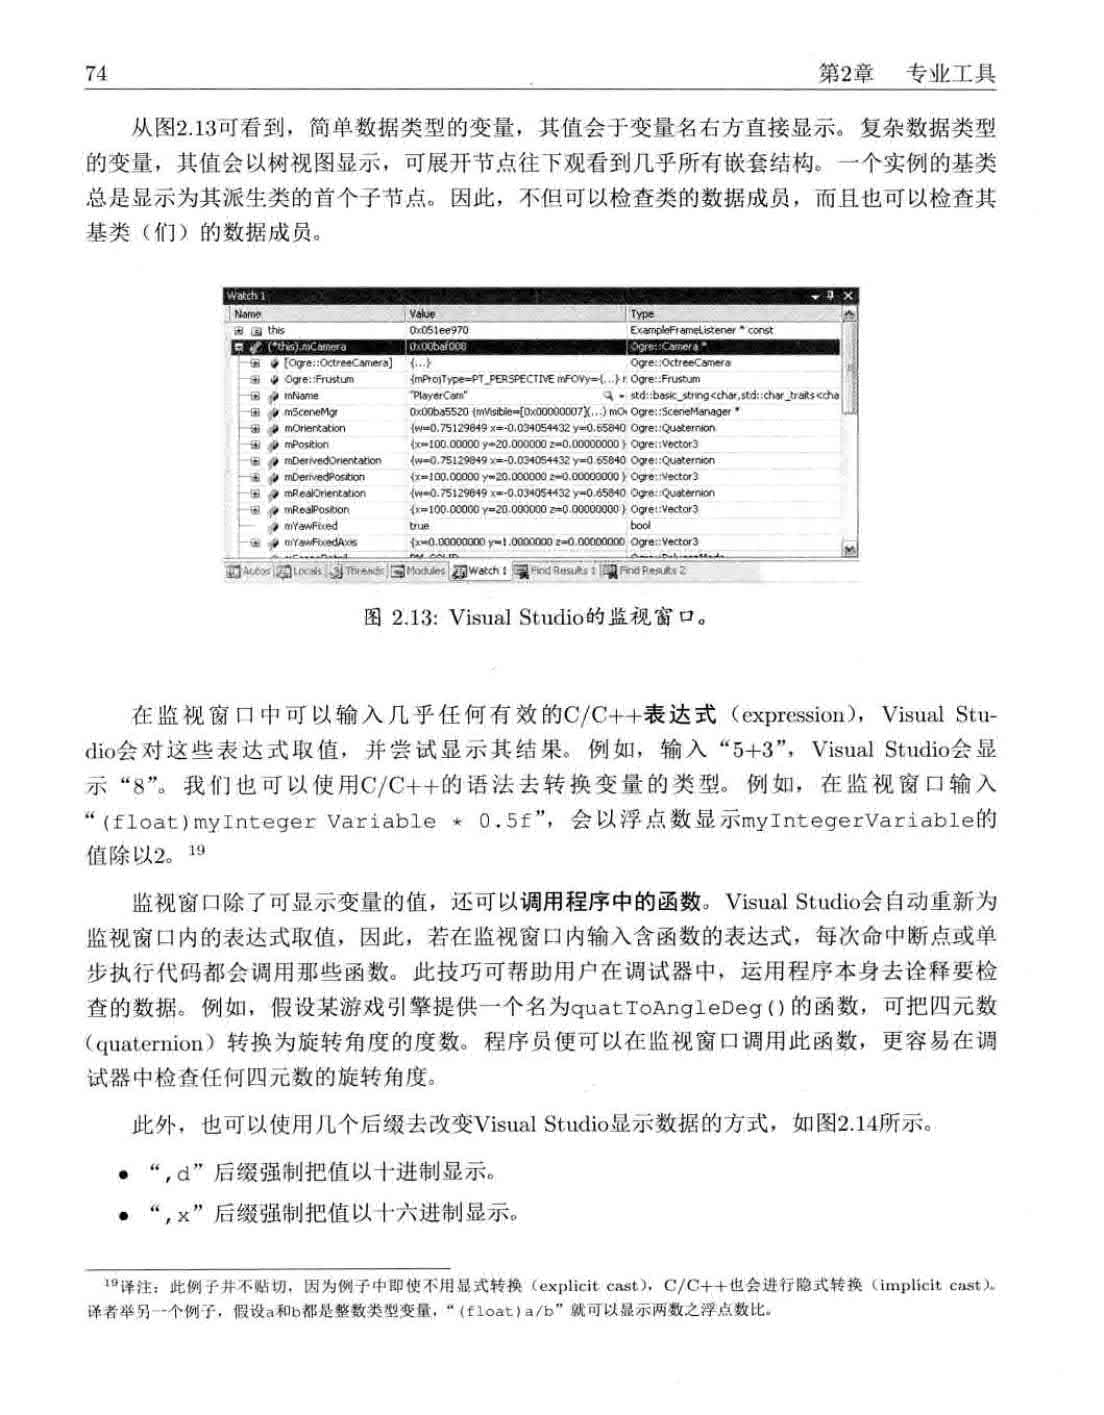 74
第2章 专业工具
从图2.13可看到，简单数据类型的变量，其值会于变量名右方直接显示。复杂数据类型
的变量，其值会以树视图显示，可展开节点往下观看到几乎所有嵌套结构。一个实例的基类
总是显示为其派生类的首个子节点。因此，不但可以检查类的数据成员，而且也可以检查其
基类（们）的数据成员。
Watch 1
Name Value Type
this 0x051ee970 ExampleFrameListener * const
(*this).mCamera 0x00baf008 Ogre::Camera *
[Ogre::OctreeCamera] {...} Ogre::OctreeCamera
Ogre::Frustum {mProjType=PT_PERSPECTIVE mFOVy={...} r Ogre::Frustum
mName "PlayerCam" std::basic_string<char,std::char_traits<cha
mSceneMgr 0x00ba5520 {mVisible=[0x00000007]{...} mO Ogre::SceneManager *
mOrientation {w=0.75129849 x=-0.034054432 y=0.65840 Ogre::Quaternion
mPosition {x=100.00000 y=20.000000 z=0.00000000 } Ogre::Vector3
mDerivedOrientation {w=0.75129849 x=-0.034054432 y=0.65840 Ogre::Quaternion
mDerivedPosition {x=100.00000 y=20.000000 z=0.00000000 } Ogre::Vector3
mRealOrientation {w=0.75129849 x=-0.034054432 y=0.65840 Ogre::Quaternion
mRealPosition {x=100.00000 y=20.000000 z=0.00000000 } Ogre::Vector3
mYawFixed true bool
mYawFixedAxis {x=0.00000000 y=1.0000000 z=0.00000000 Ogre::Vector3
Autos Locals Threads Modules Watch 1 Find Results 1 Find Results 2
图 2.13: Visual Studio的监视窗口。
在监视窗口中可以输入几乎任何有效的C/C++表达式（expression），Visual Stu-
dio会对这些表达式取值，并尝试显示其结果。例如，输入“5+3”，Visual Studio会显
示“8”。我们也可以使用C/C++的语法去转换变量的类型。例如，在监视窗口输入
“(float)myInteger Variable * 0.5f”，会以浮点数显示myIntegerVariable的
值除以2。19
监视窗口除了可显示变量的值，还可以调用程序中的函数。Visual Studio会自动重新为
监视窗口内的表达式取值，因此，若在监视窗口内输入含函数的表达式，每次命中断点或单
步执行代码都会调用那些函数。此技巧可帮助用户在调试器中，运用程序本身去诠释要检
查的数据。例如，假设某游戏引擎提供一个名为quatToAngleDeg()的函数，可把四元数
（quaternion）转换为旋转角度的度数。程序员便可以在监视窗口调用此函数，更容易在调
试器中检查任何四元数的旋转角度。
此外，也可以使用几个后缀去改变Visual Studio显示数据的方式，如图2.14所示。
● “,d”后缀强制把值以十进制显示。
● “,x”后缀强制把值以十六进制显示。
19译注：此例子并不贴切，因为例子中即使不用显式转换（explicit cast），C/C++也会进行隐式转换（implicit cast）。
译者举另一个例子，假设a和b都是整数类型变量，“(float)a/b”就可以显示两数之浮点数比。